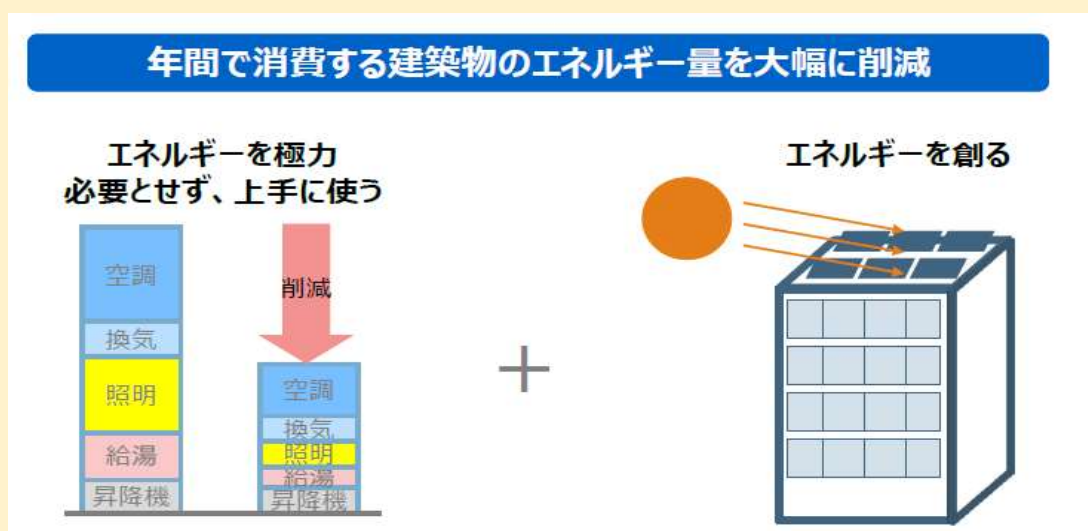 年間で消費する建築物のエネルギー量を大幅に削減
エネルギーを極力
必要とせず、上手に使う
空調
換気
照明
給湯
昇降機
削減
空調
換気
照明
給湯
昇降機
＋
エネルギーを創る